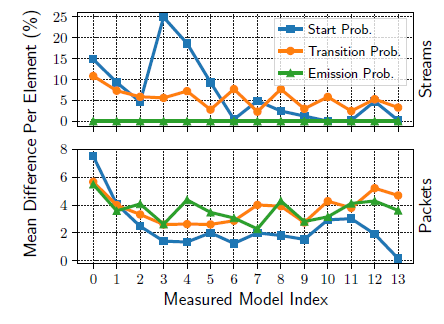 Mean Difference Per Element (%)
25
20
15
10
5
0
Start Prob.
Transition Prob.
Emission Prob.
Streams
8
6
4
2
0
Packets
0 1 2 3 4 5 6 7 8 9 10 11 12 13
Measured Model Index